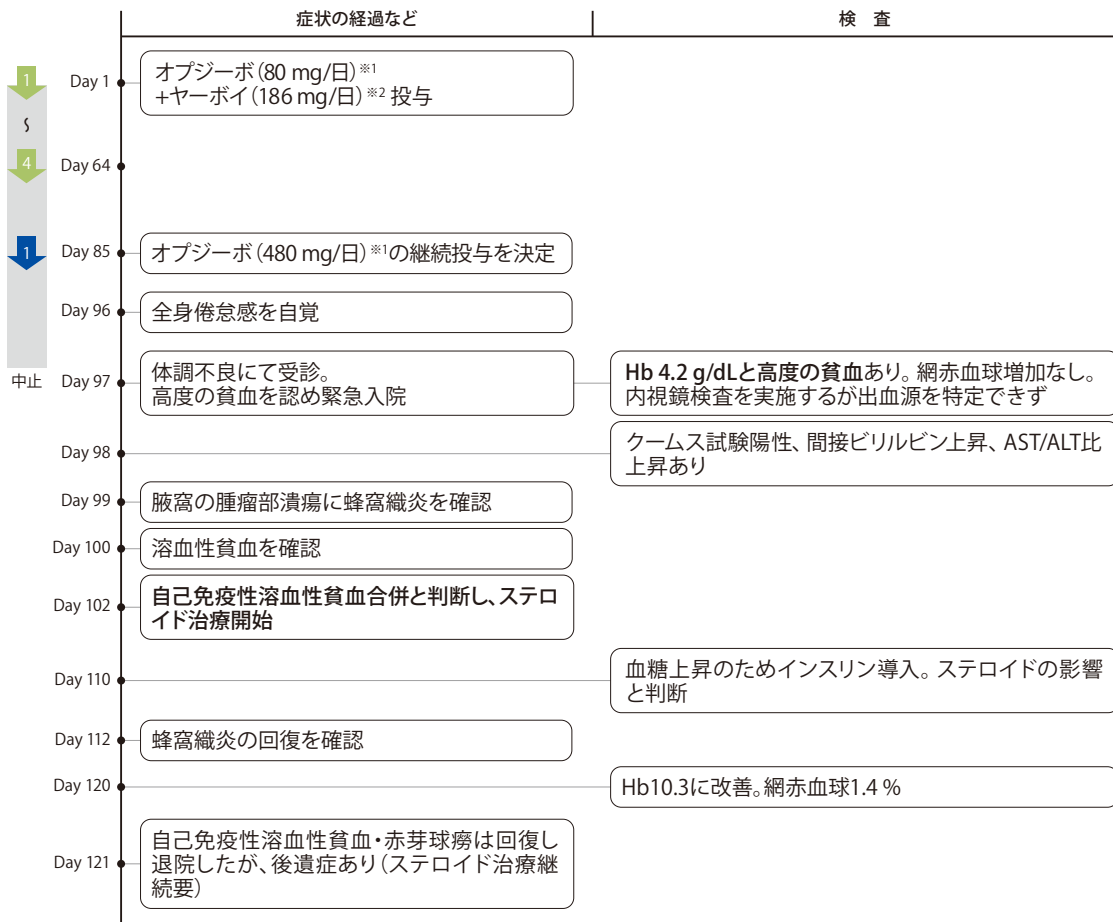 症状の経過など
検 査
1
Day 1
オプジーボ（80 mg/日）※1
+ヤーボイ（186 mg/日）※2 投与
〜
4
Day 64
1
Day 85
オプジーボ（480 mg/日）※1の継続投与を決定
Day 96
全身倦怠感を自覚
中止
Day 97
体調不良にて受診。
高度の貧血を認め緊急入院
Hb 4.2 g/dLと高度の貧血あり。網赤血球増加なし。
内視鏡検査を実施するが出血源を特定できず
Day 98
クームス試験陽性、間接ビリルビン上昇、AST/ALT比
上昇あり
Day 99
腋窩の腫瘤部潰瘍に蜂窩織炎を確認
Day 100
溶血性貧血を確認
Day 102
自己免疫性溶血性貧血合併と判断し、ステロ
イド治療開始
Day 110
血糖上昇のためインスリン導入。ステロイドの影響
と判断
Day 112
蜂窩織炎の回復を確認
Day 120
Hb10.3に改善。網赤血球1.4 %
Day 121
自己免疫性溶血性貧血・赤芽球癆は回復し
退院したが、後遺症あり（ステロイド治療継
続要）